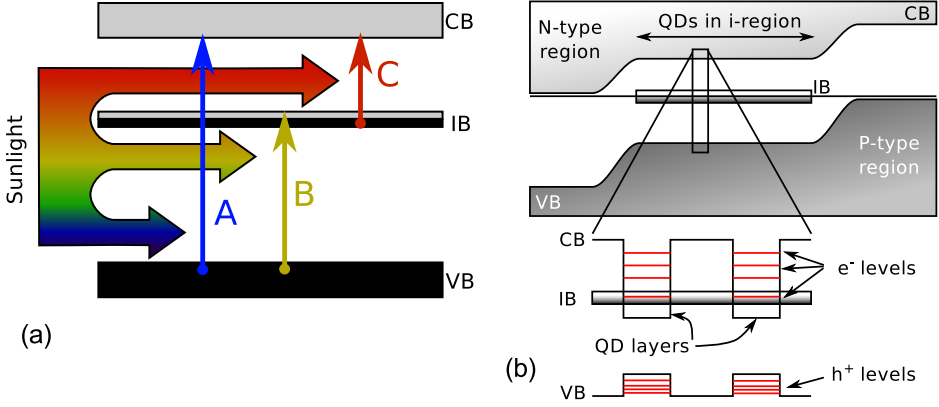 CB
IB
VB
Sunlight
A
B
C
(a)
N-type
region
QDs in i-region
CB
IB
P-type
region
VB
CB
e⁻ levels
IB
QD layers
(b)
VB
h⁺ levels